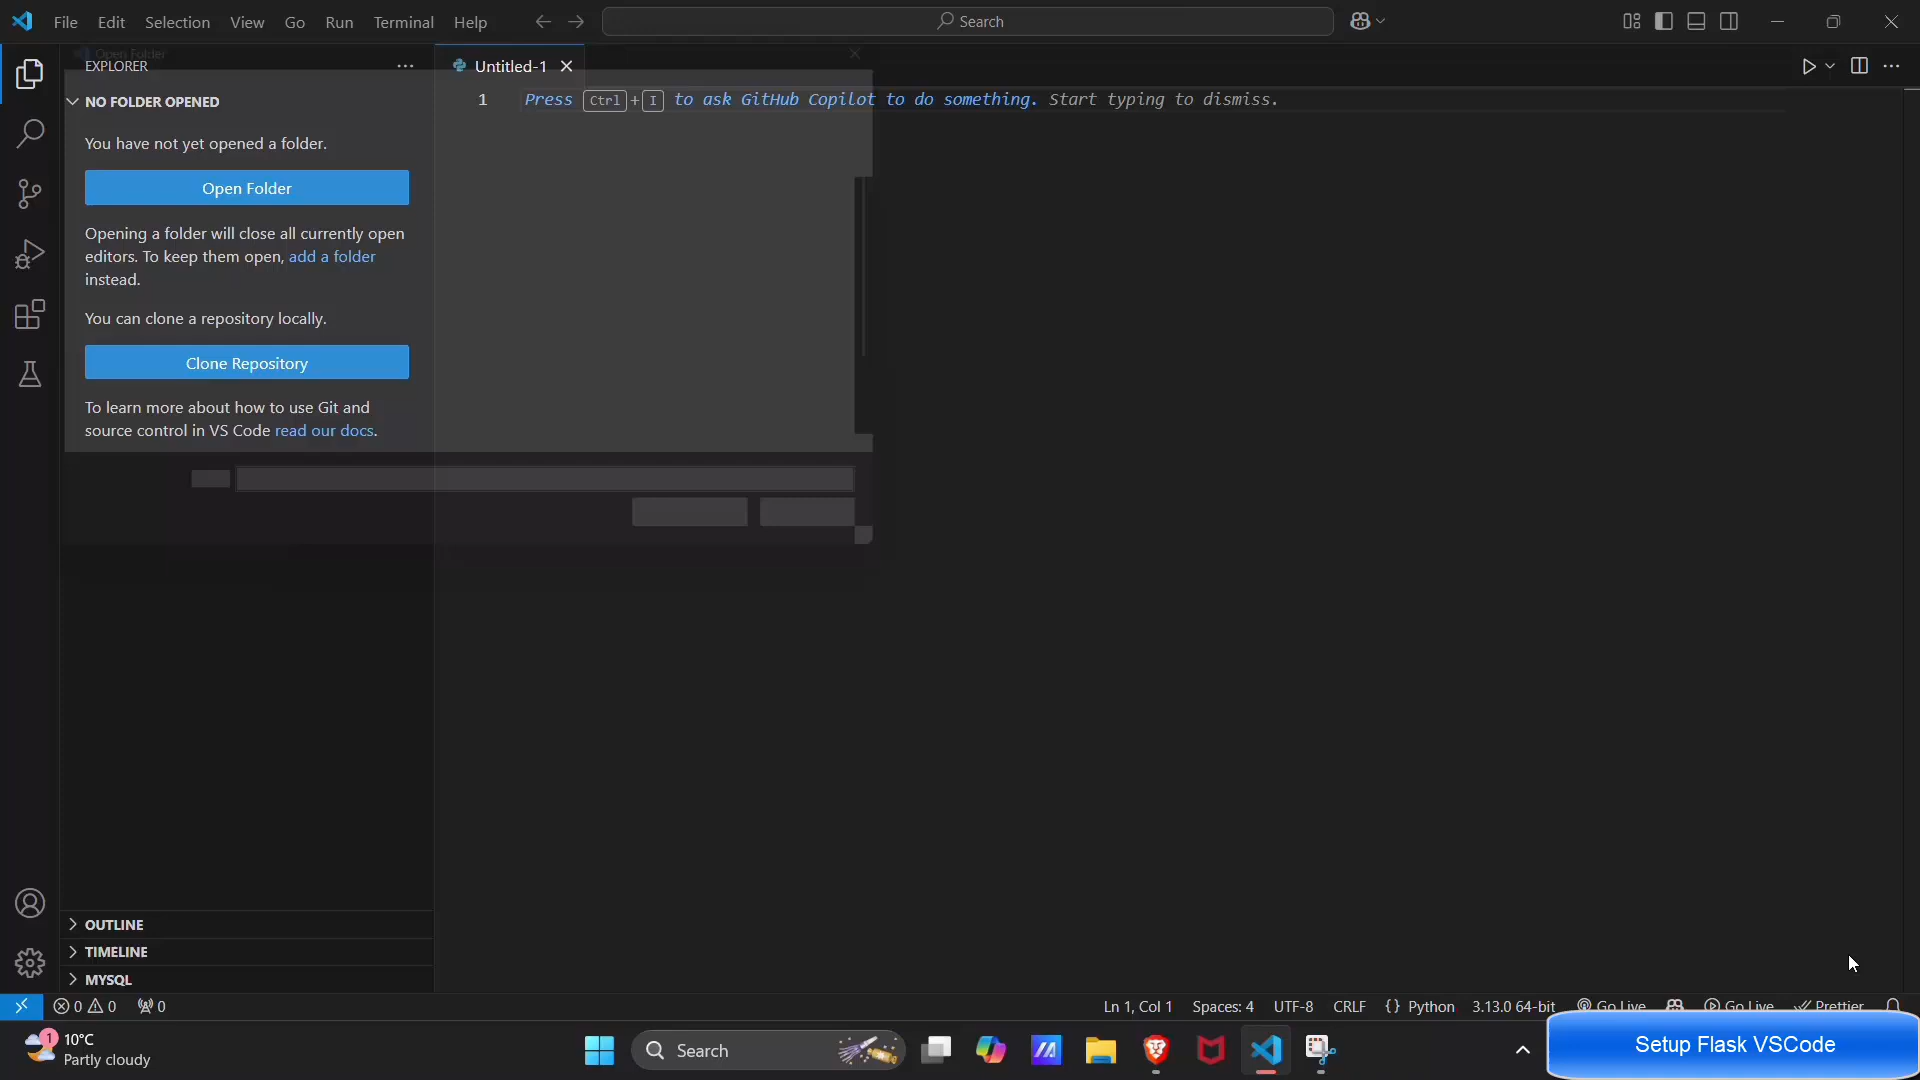 File Edit Selection View Go Run Terminal Help
Search
Open Folder
EXPLORER
Untitled-1
NO FOLDER OPENED
1
Press Ctrl + I to ask GitHub Copilot to do something. Start typing to dismiss.
You have not yet opened a folder.
Open Folder
Opening a folder will close all currently open
editors. To keep them open, add a folder
instead.
You can clone a repository locally.
Clone Repository
To learn more about how to use Git and
source control in VS Code read our docs.
OUTLINE
TIMELINE
MYSQL
0 0 0
Ln 1, Col 1 Spaces: 4 UTF-8 CRLF {} Python 3.13.0 64-bit Go Live Go Live Prettier
1
10°C
Partly cloudy
Search
Setup Flask VSCode